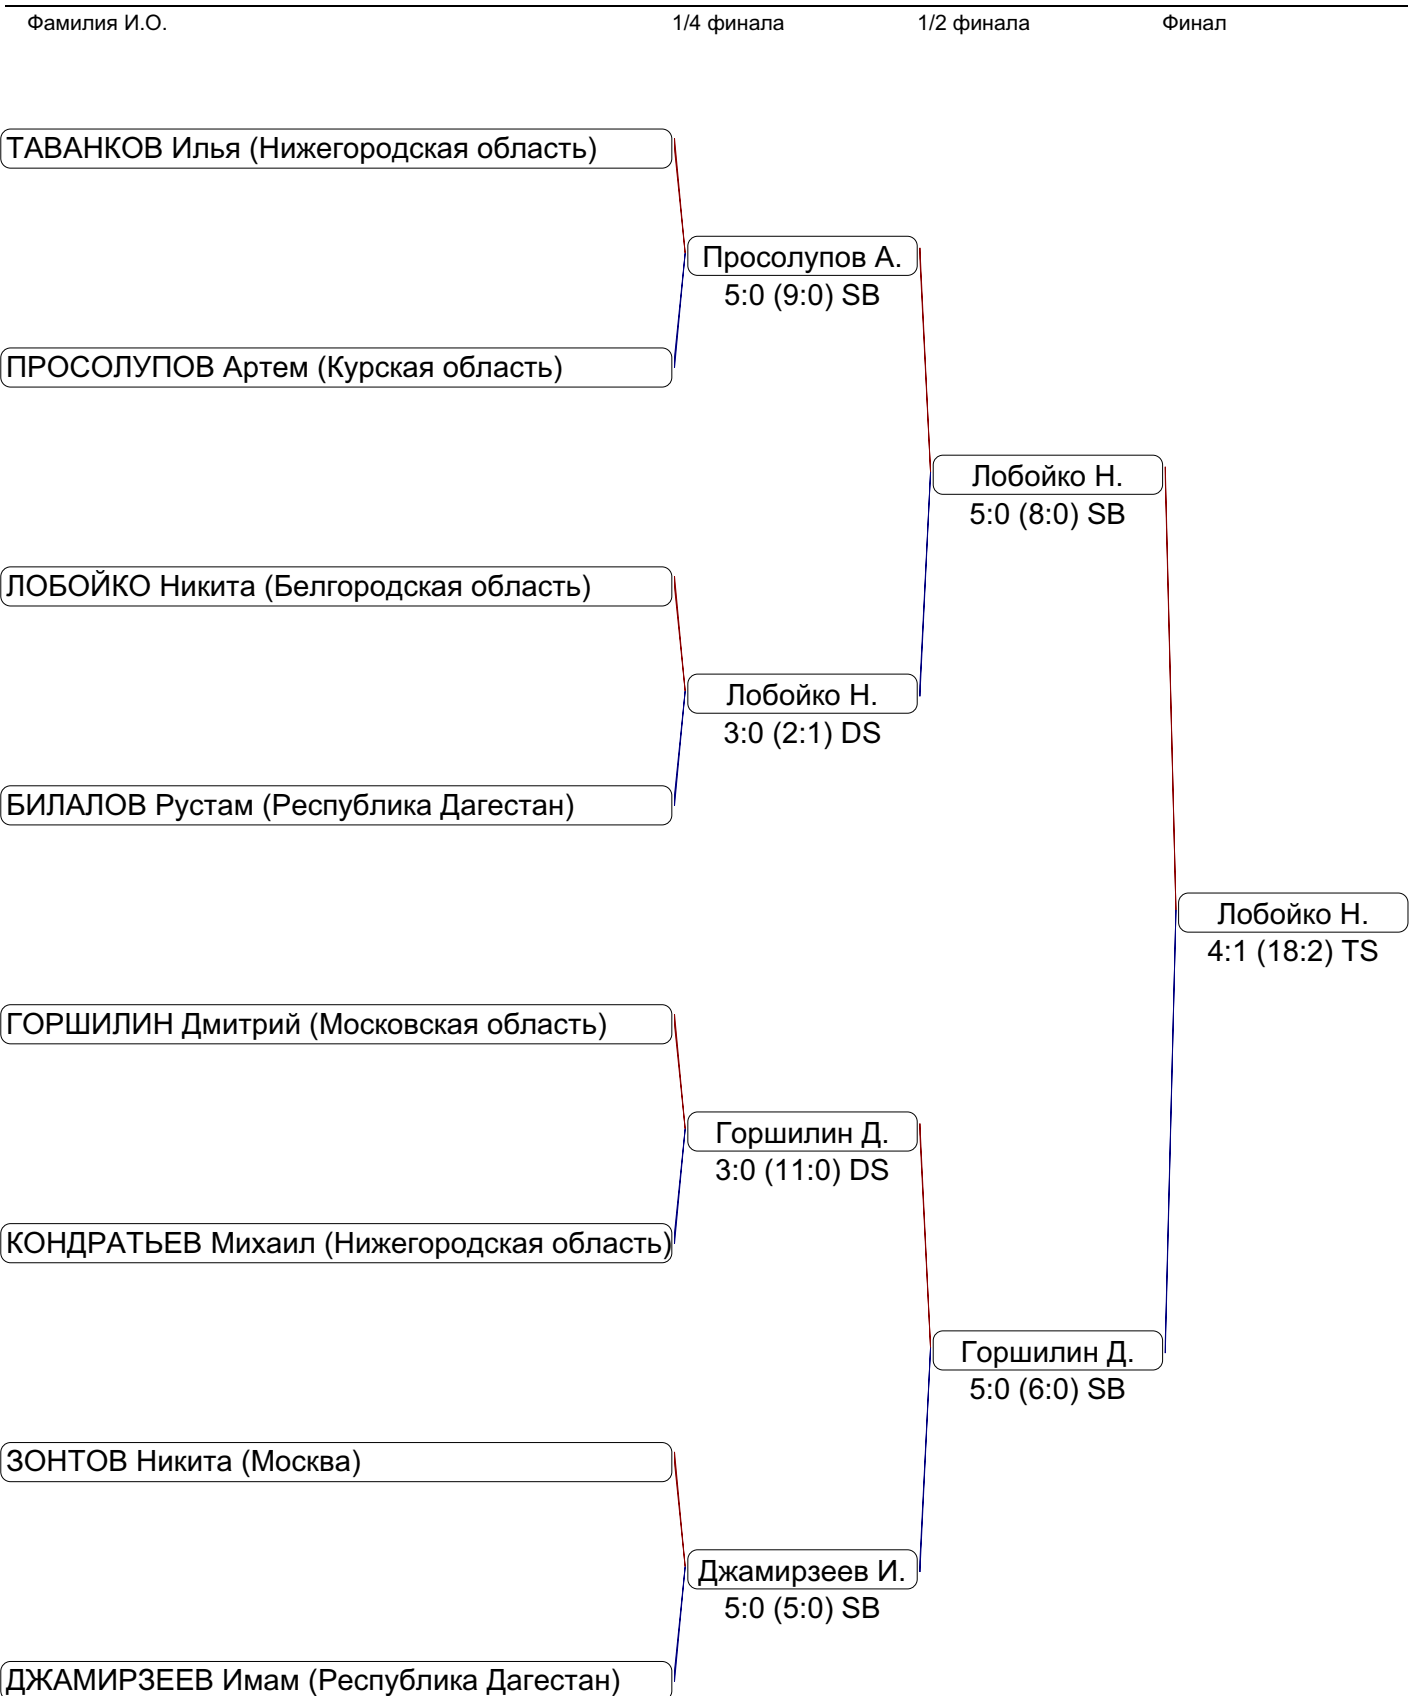 Фамилия И.О. 1/4 финала 1/2 финала Финал
ТАВАНКОВ Илья (Нижегородская область)
Просолупов А.
5:0 (9:0) SB
ПРОСОЛУПОВ Артем (Курская область)
Лобойко Н.
5:0 (8:0) SB
ЛОБОЙКО Никита (Белгородская область)
Лобойко Н.
3:0 (2:1) DS
БИЛАЛОВ Рустам (Республика Дагестан)
Лобойко Н.
4:1 (18:2) TS
ГОРШИЛИН Дмитрий (Московская область)
Горшилин Д.
3:0 (11:0) DS
КОНДРАТЬЕВ Михаил (Нижегородская область)
Горшилин Д.
5:0 (6:0) SB
ЗОНТОВ Никита (Москва)
Джамирзеев И.
5:0 (5:0) SB
ДЖАМИРЗЕЕВ Имам (Республика Дагестан)